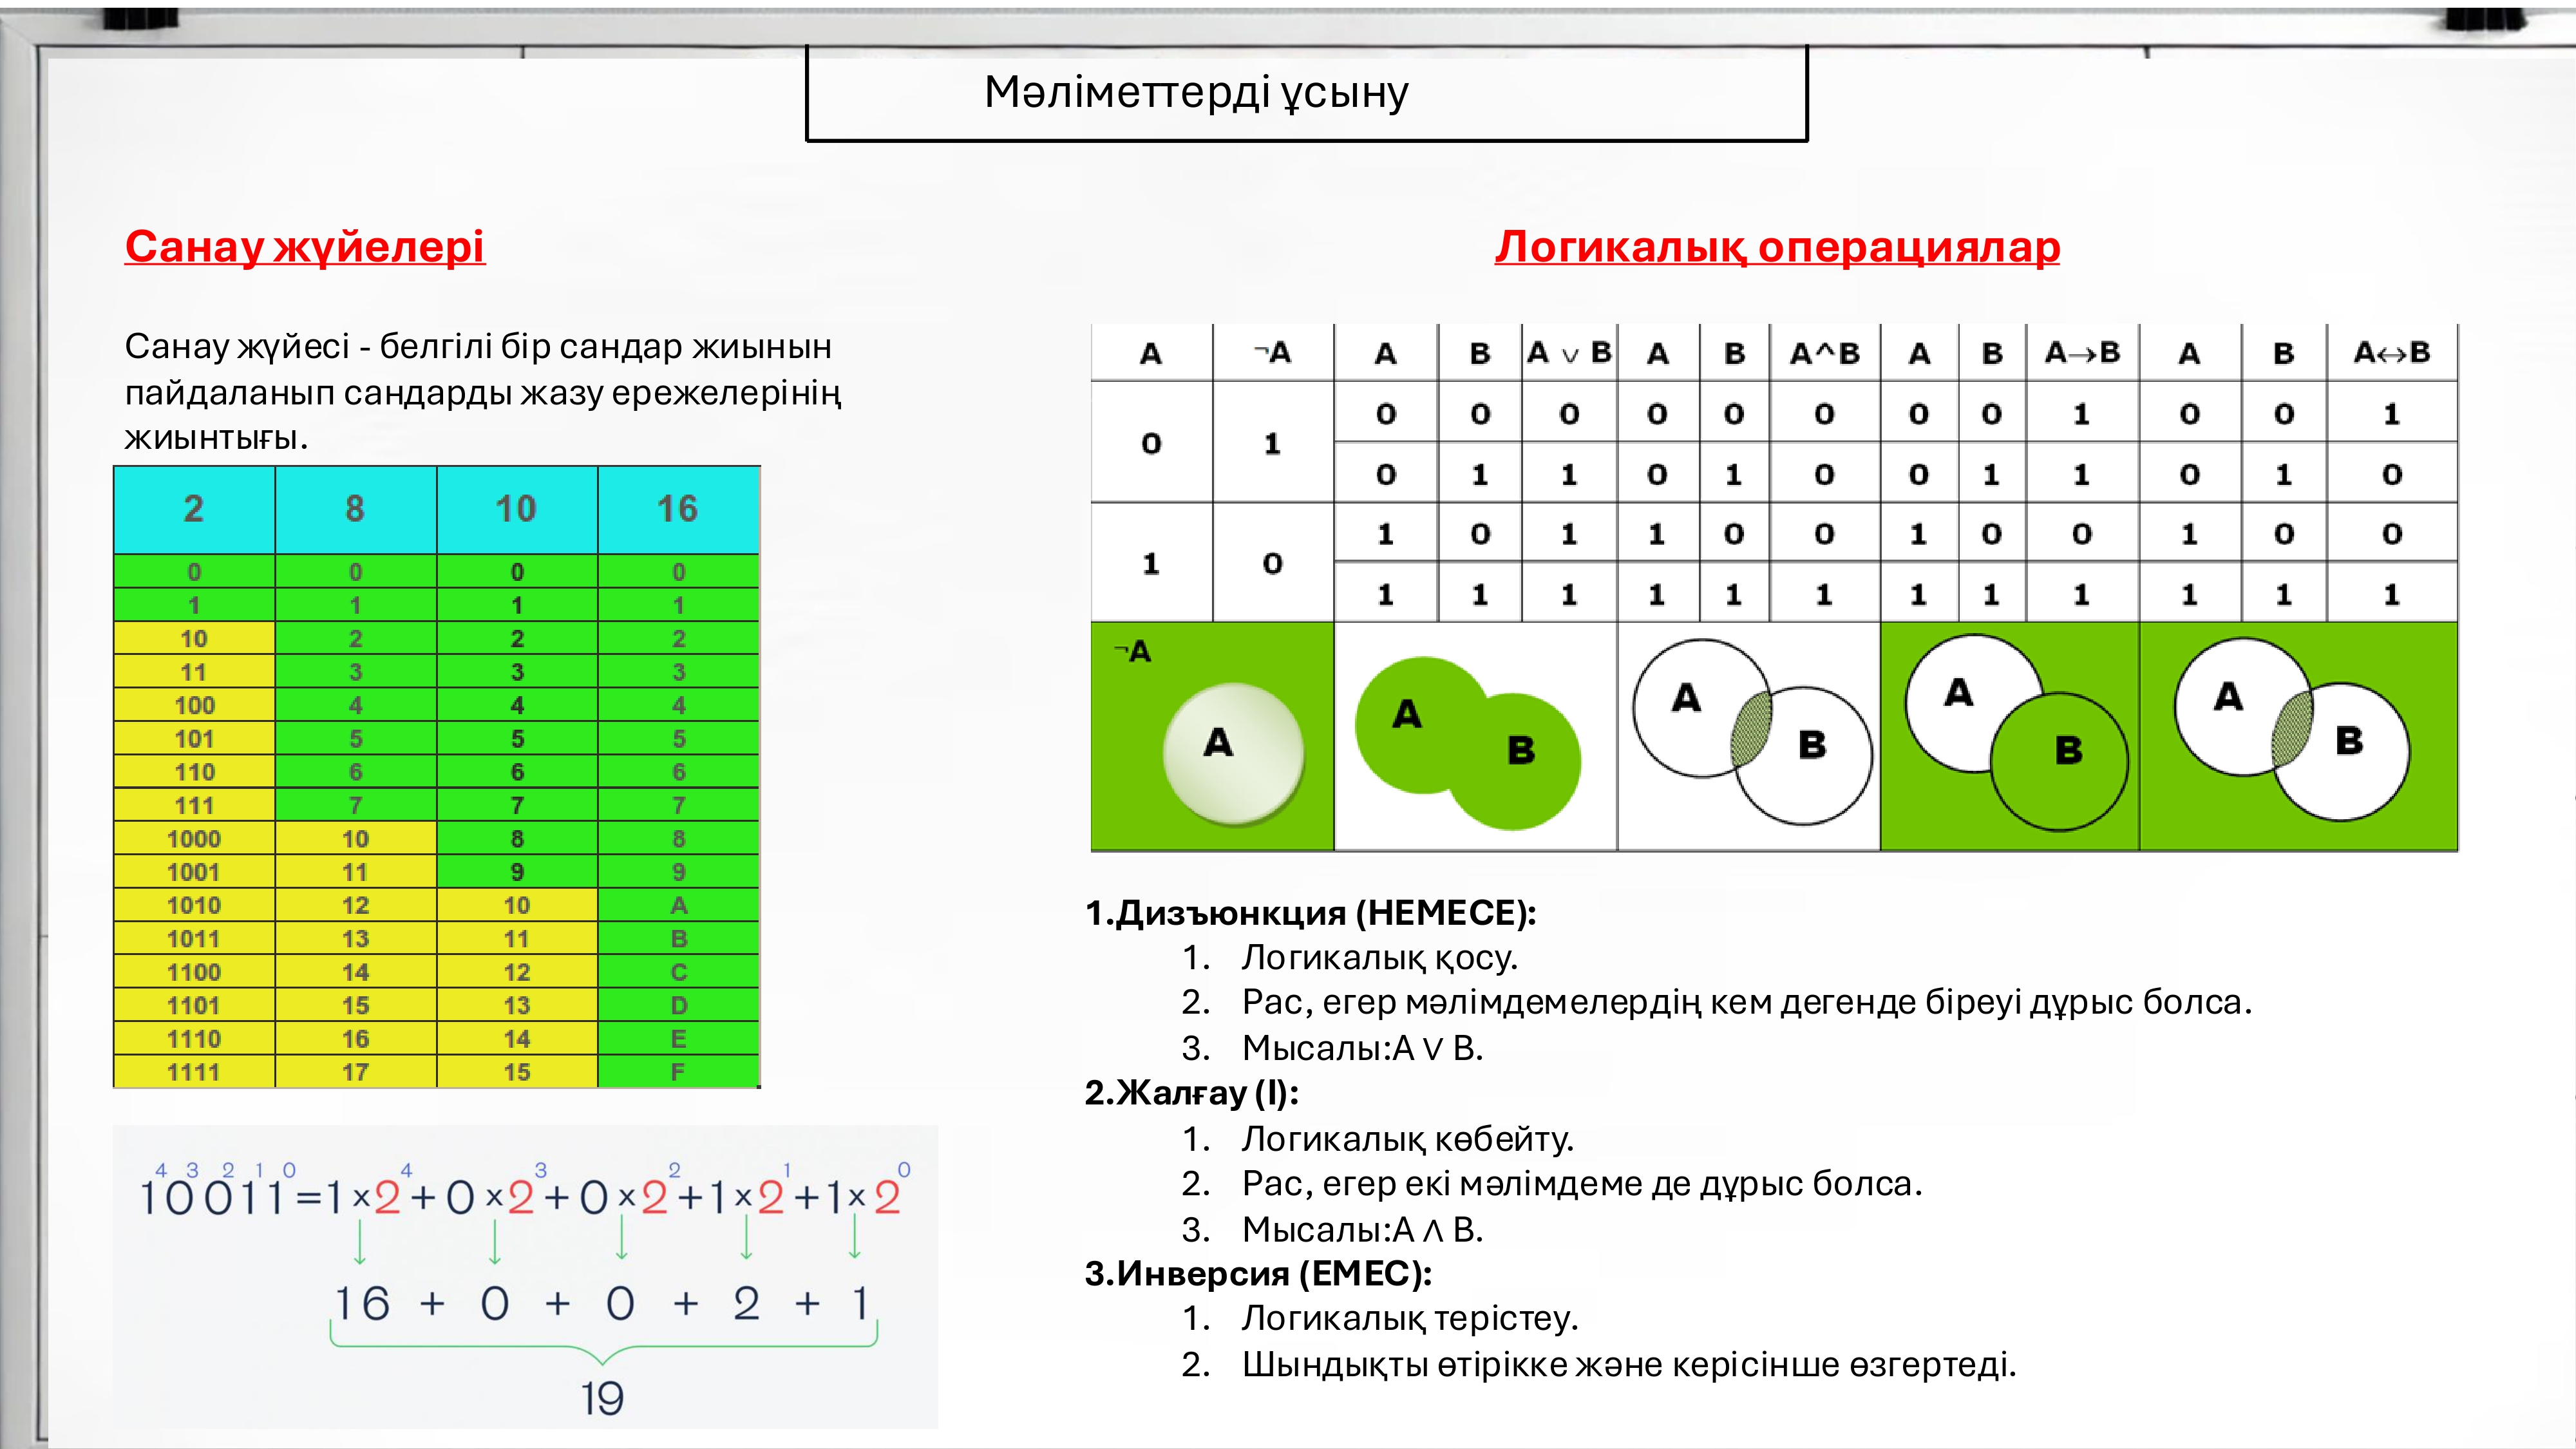 Мәліметтерді ұсыну
Санау жүйелері
Санау жүйесі - белгілі бір сандар жиынын
пайдаланып сандарды жазу ережелерінің
жиынтығы.
2 8 10 16
0 0 0 0
1 1 1 1
10 2 2 2
11 3 3 3
100 4 4 4
101 5 5 5
110 6 6 6
111 7 7 7
1000 10 8 8
1001 11 9 9
1010 12 10 A
1011 13 11 B
1100 14 12 C
1101 15 13 D
1110 16 14 E
1111 17 15 F
4 3 2 1 0 4 3 2 1 0
10011=1×2+0×2+0×2+1×2+1×2
16 + 0 + 0 + 2 + 1
19
Логикалық операциялар
A ¬A A B A ∨ B A B A^B A B A→B A B A↔B
0 1 0 0 0 0 0 0 0 0 1 0 0 1
0 1 1 0 1 0 0 1 1 0 1 0
1 0 1 0 1 1 0 0 1 0 0 1 0 0
1 1 1 1 1 1 1 1 1 1 1 1
¬A
A A B A B A B A B
1.Дизъюнкция (НЕМЕСЕ):
1. Логикалық қосу.
2. Рас, егер мәлімдемелердің кем дегенде біреуі дұрыс болса.
3. Мысалы:A ∨ B.
2.Жалғау (І):
1. Логикалық көбейту.
2. Рас, егер екі мәлімдеме де дұрыс болса.
3. Мысалы:A ∧ B.
3.Инверсия (ЕМЕС):
1. Логикалық терістеу.
2. Шындықты өтірікке және керісінше өзгертеді.